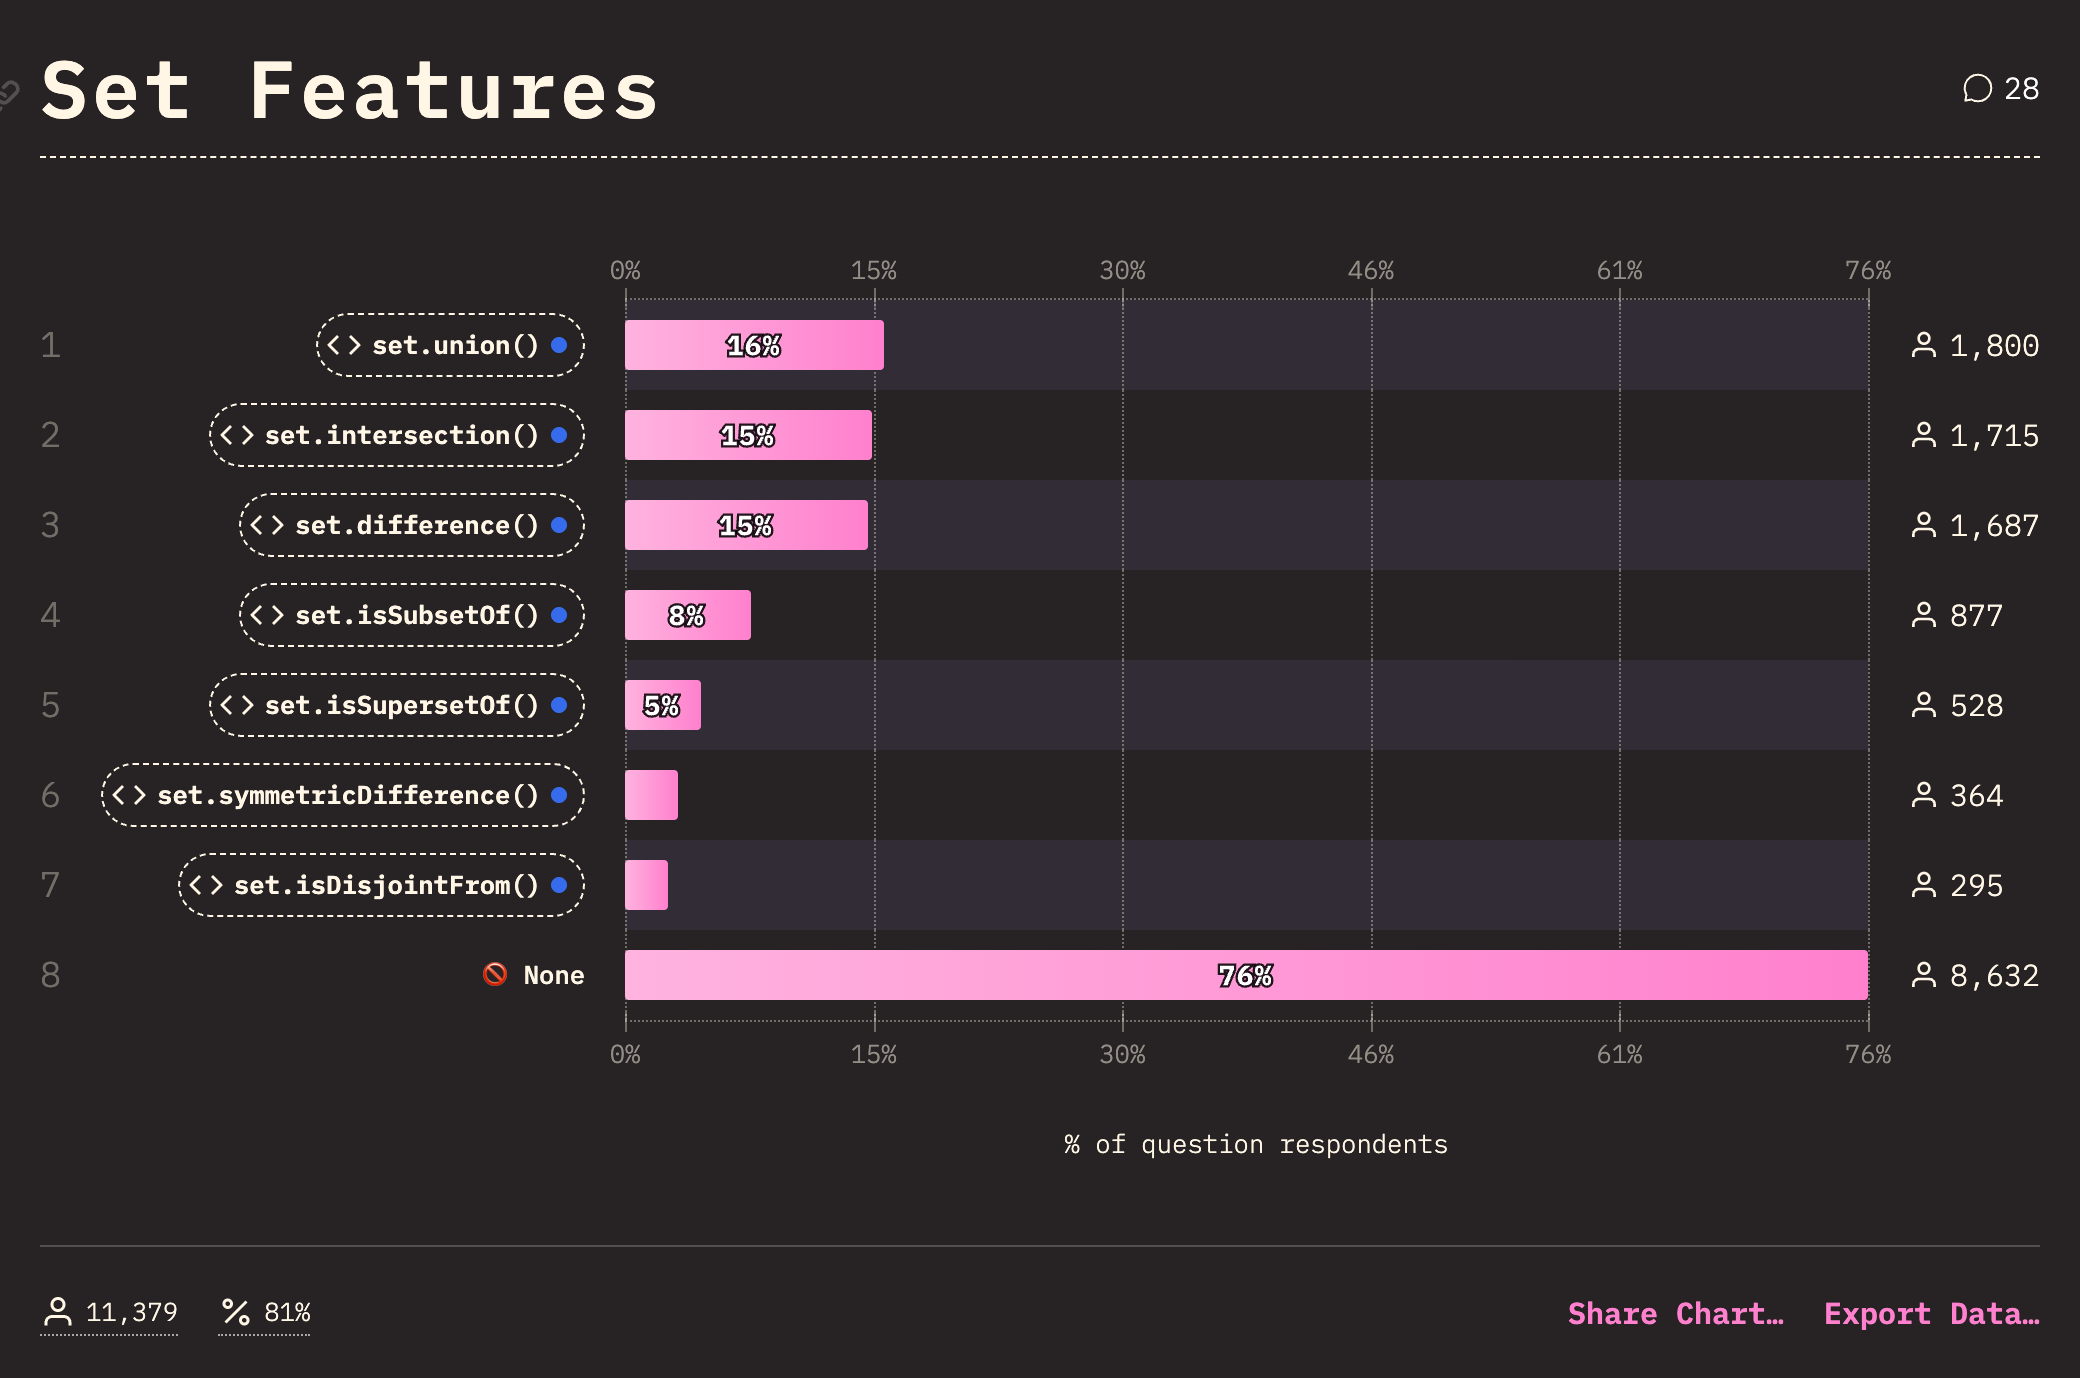 Set Features
28
0% 15% 30% 46% 61% 76%
1 <> set.union() 16% 1,800
2 <> set.intersection() 15% 1,715
3 <> set.difference() 15% 1,687
4 <> set.isSubsetOf() 8% 877
5 <> set.isSupersetOf() 5% 528
6 <> set.symmetricDifference() 364
7 <> set.isDisjointFrom() 295
8 None 76% 8,632
0% 15% 30% 46% 61% 76%
% of question respondents
11,379 % 81% Share Chart… Export Data…